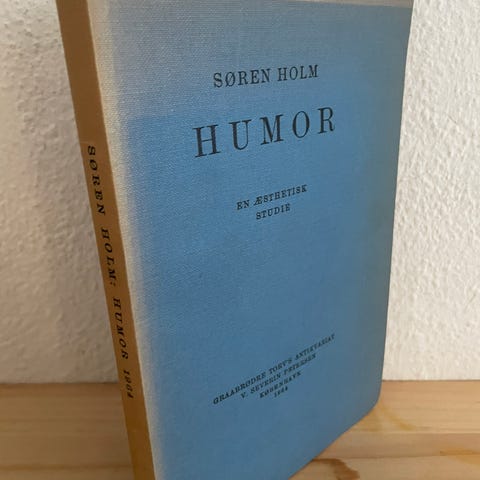 SØREN HOLM
HUMOR
EN ÆSTHETISK
STUDIE
GRAABRØDRE TORV'S ANTIKVARIAT
V. SEVERIN PETERSEN
KØBENHAVN
1964
SØREN HOLM: HUMOR 1964